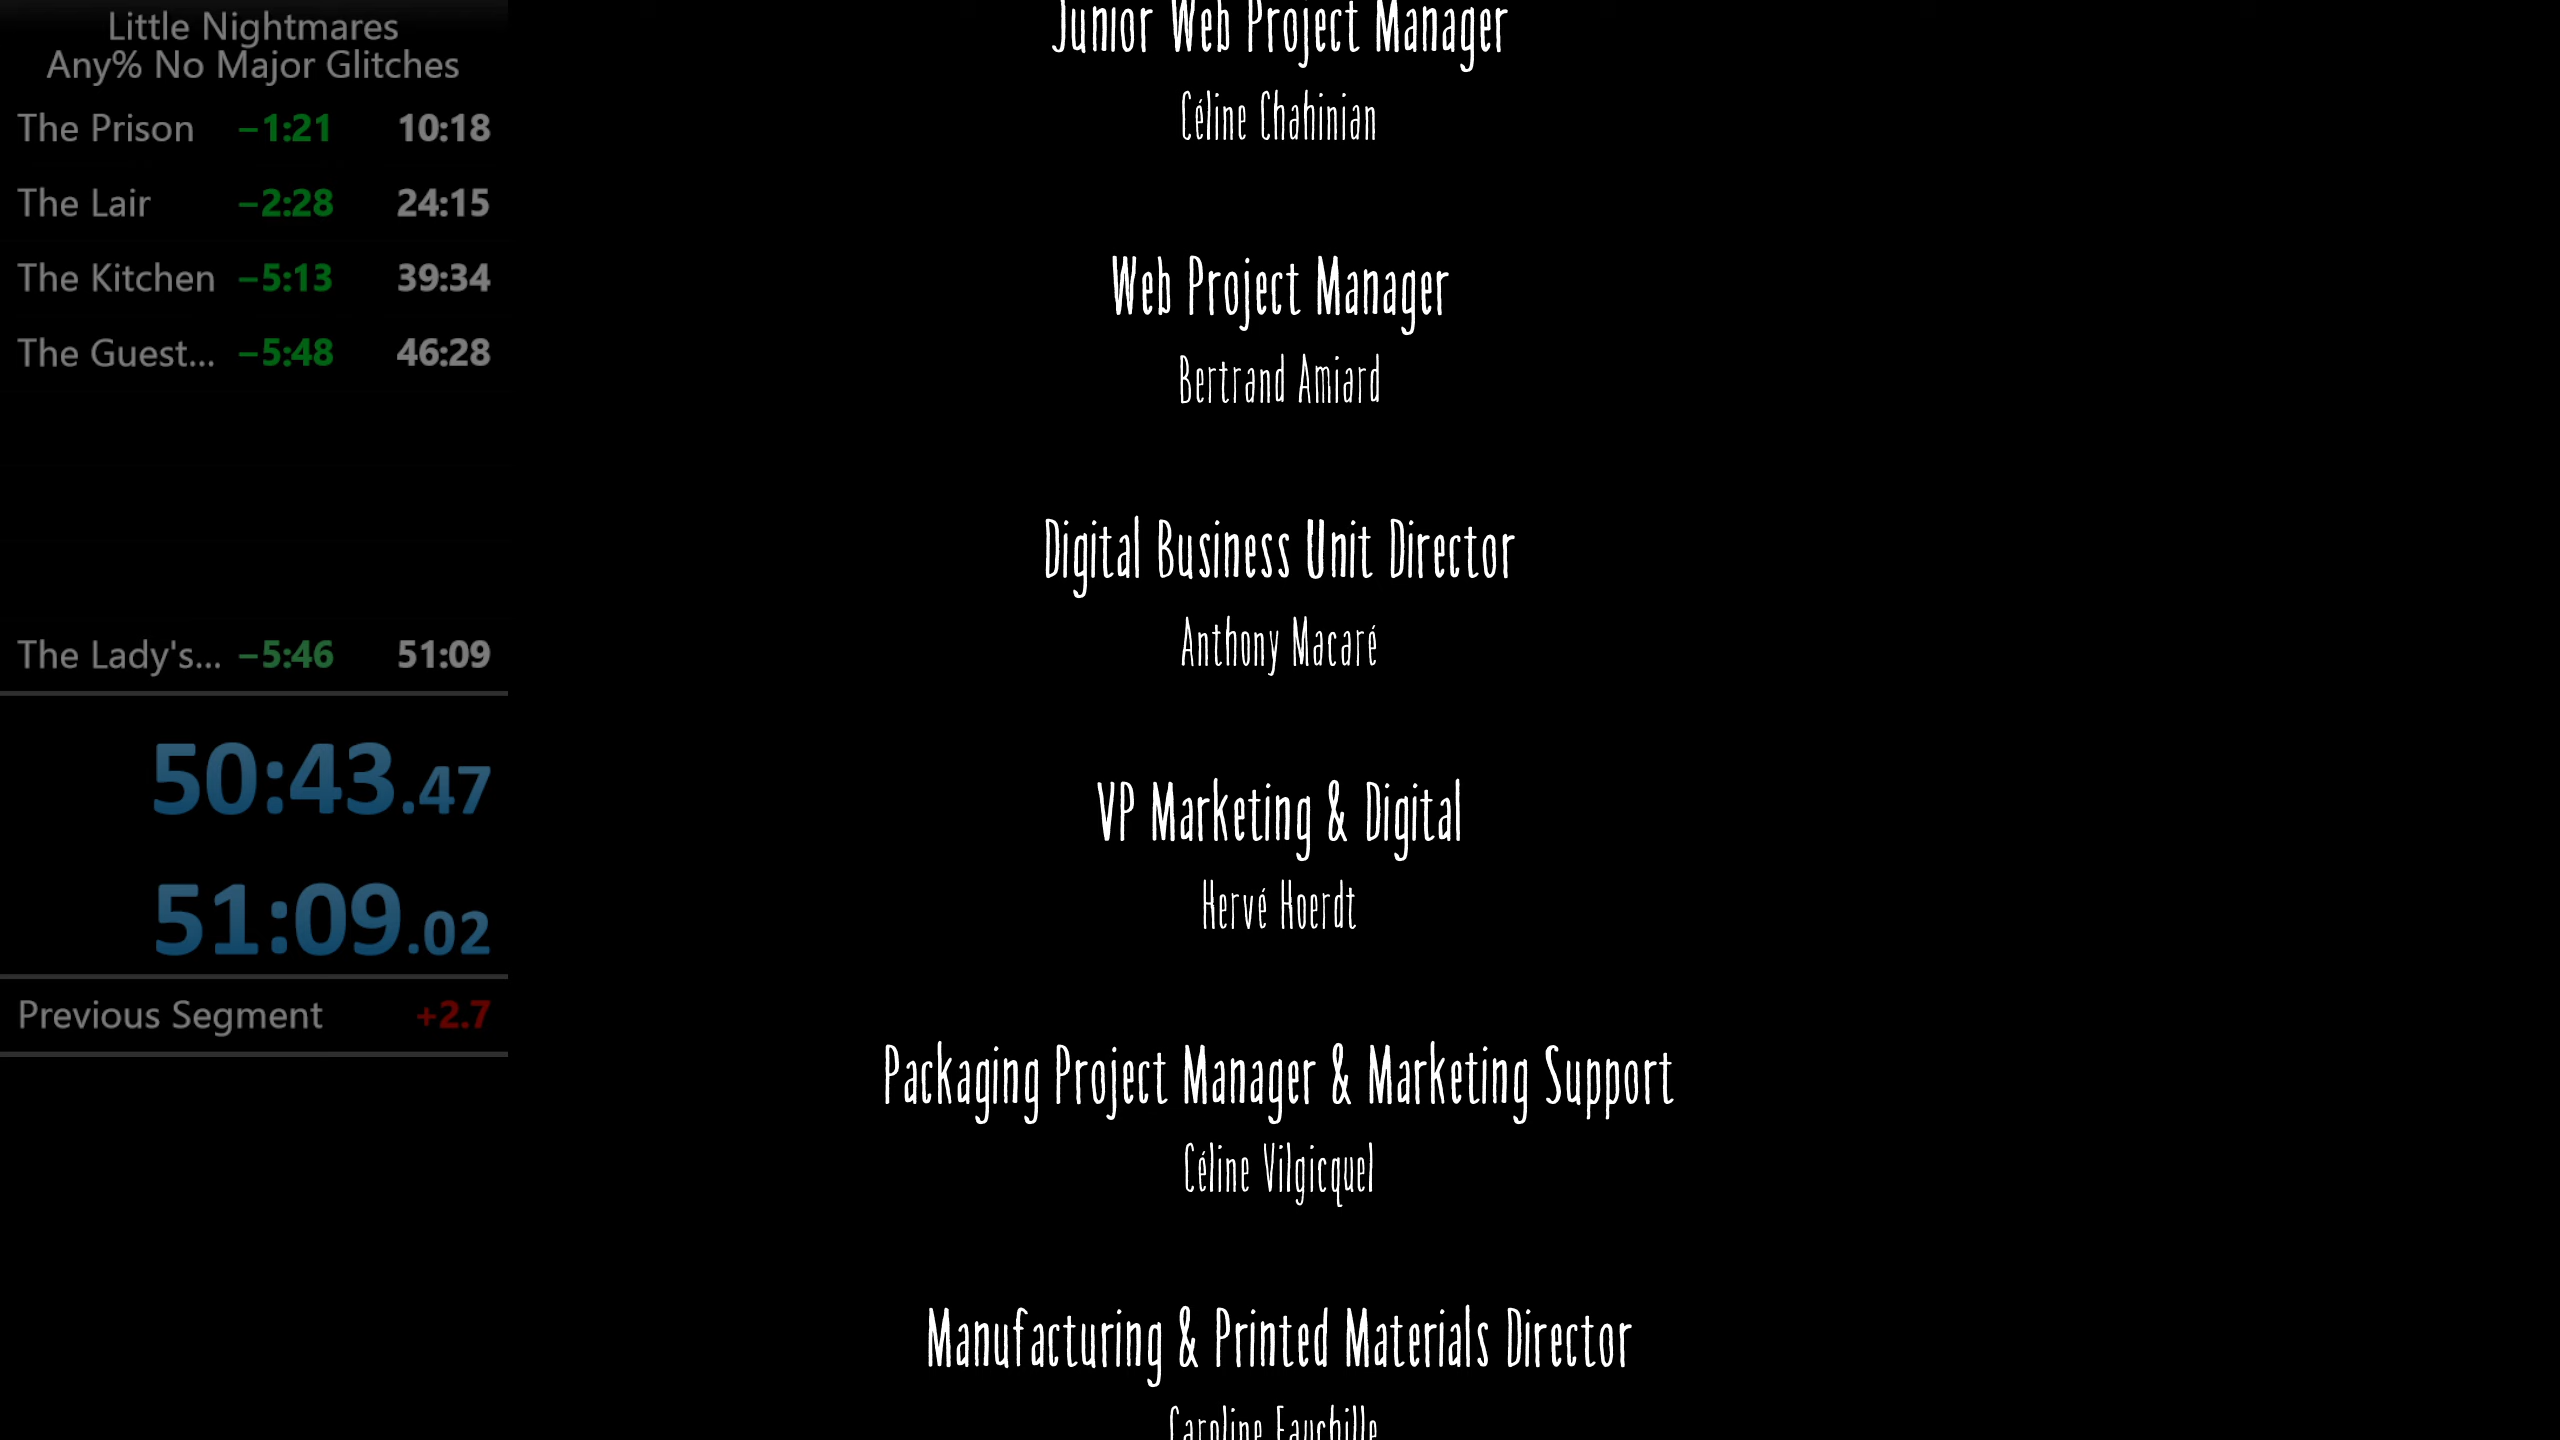 Little Nightmares
Any% No Major Glitches
The Prison −1:21 10:18
The Lair −2:28 24:15
The Kitchen −5:13 39:34
The Guest... −5:48 46:28
The Lady's... −5:46 51:09
50:43.47
51:09.02
Previous Segment +2.7
Junior Web Project Manager
Céline Chahinian
Web Project Manager
Bertrand Amiard
Digital Business Unit Director
Anthony Macaré
VP Marketing & Digital
Hervé Hoerdt
Packaging Project Manager & Marketing Support
Céline Vilgicquel
Manufacturing & Printed Materials Director
Caroline Fauchille